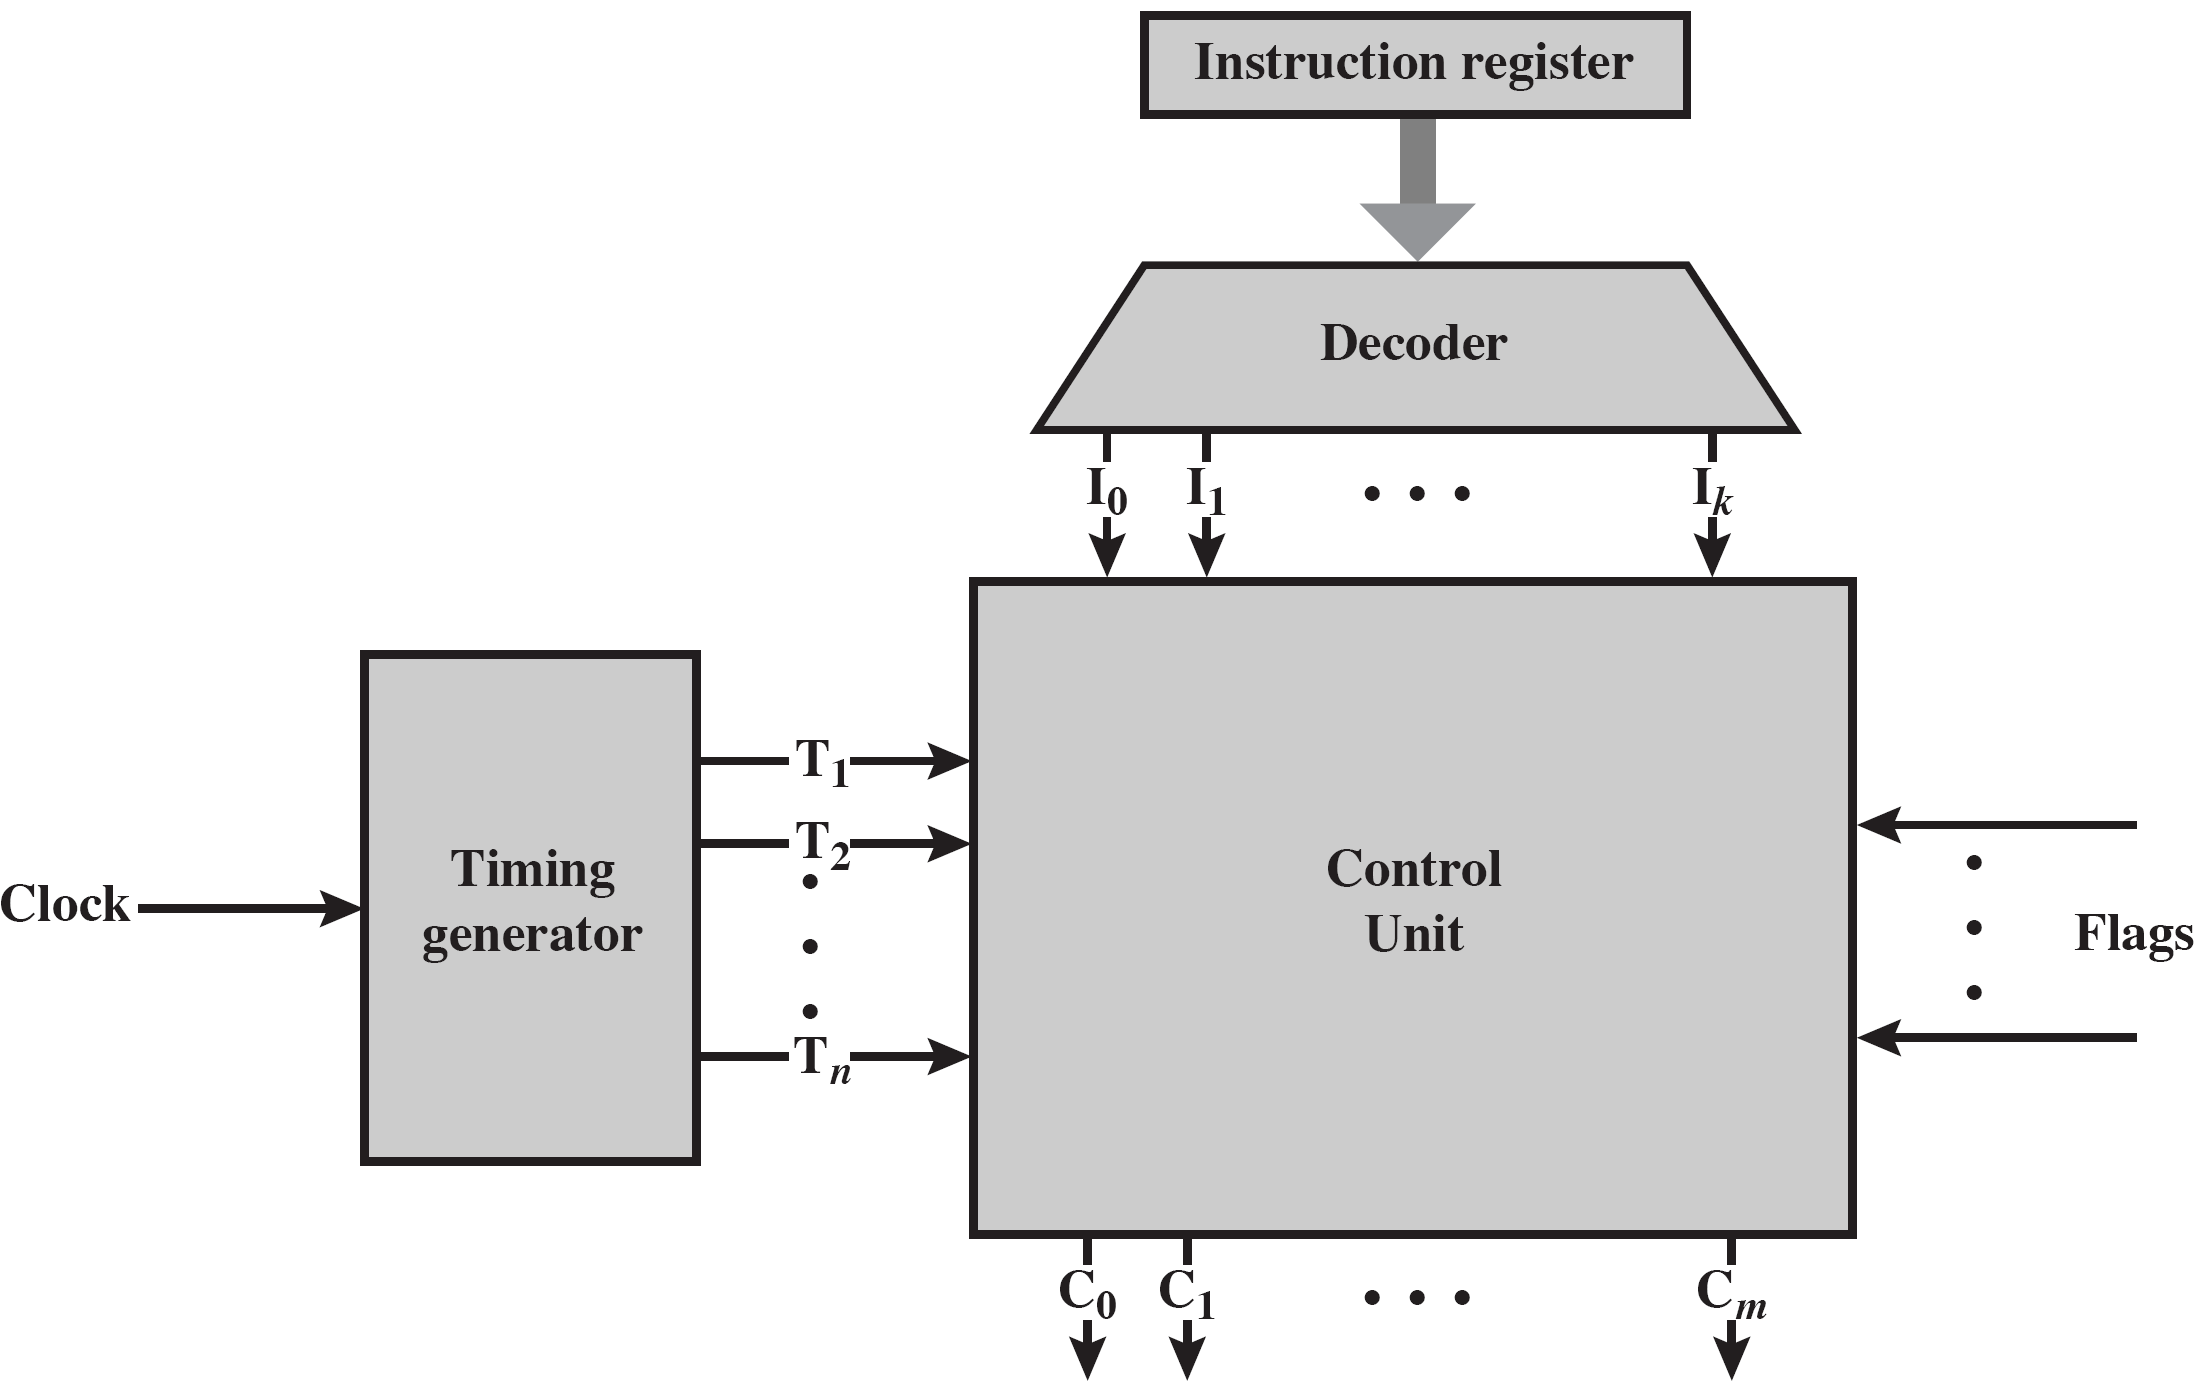 Instruction register
Decoder
I0 I1 . . . Ik
T1
T2
Tn
Timing
generator
Clock
Control
Unit
Flags
C0 C1 . . . Cm